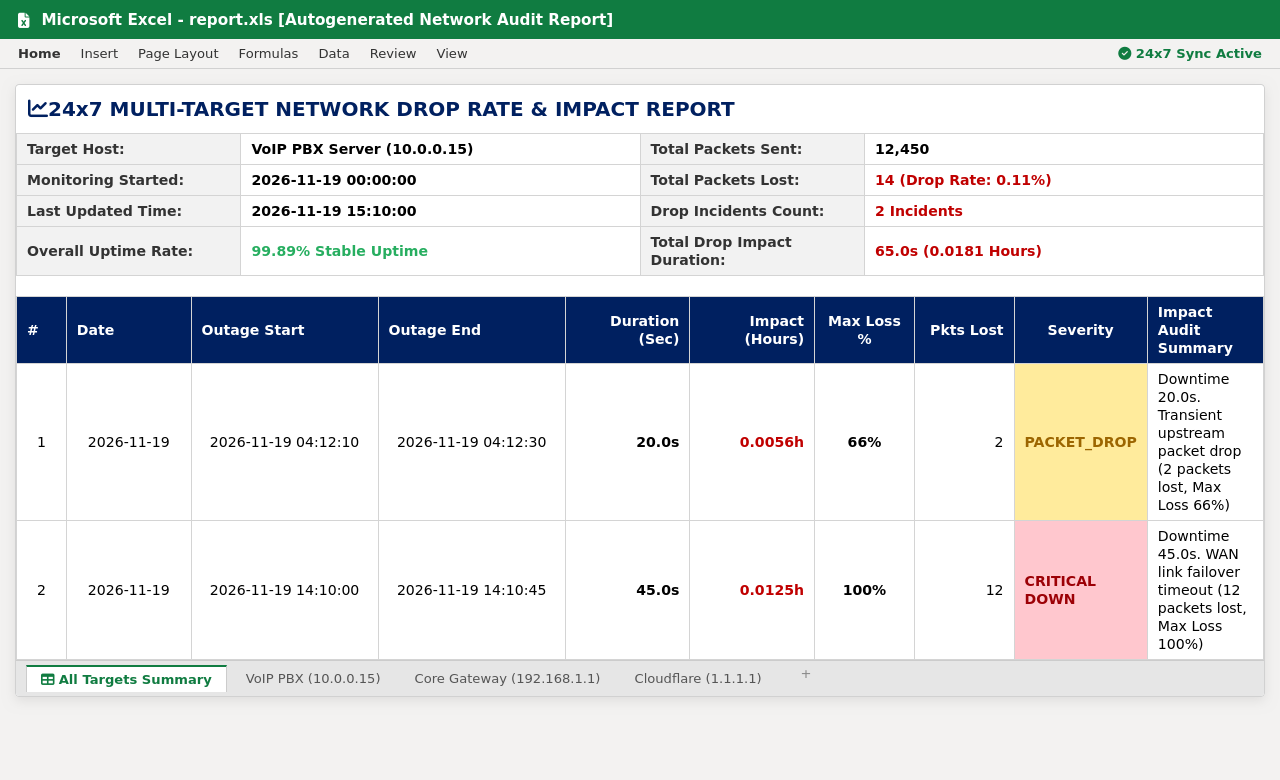 Microsoft Excel - report.xls [Autogenerated Network Audit Report]
Home Insert Page Layout Formulas Data Review View 24x7 Sync Active
24x7 MULTI-TARGET NETWORK DROP RATE & IMPACT REPORT
Target Host: VoIP PBX Server (10.0.0.15) Total Packets Sent: 12,450
Monitoring Started: 2026-11-19 00:00:00 Total Packets Lost: 14 (Drop Rate: 0.11%)
Last Updated Time: 2026-11-19 15:10:00 Drop Incidents Count: 2 Incidents
Overall Uptime Rate: 99.89% Stable Uptime Total Drop Impact
Duration: 65.0s (0.0181 Hours)
# Date Outage Start Outage End Duration
(Sec) Impact
(Hours) Max Loss
% Pkts Lost Severity Impact
Audit
Summary
1 2026-11-19 2026-11-19 04:12:10 2026-11-19 04:12:30 20.0s 0.0056h 66% 2 PACKET_DROP Downtime
20.0s.
Transient
upstream
packet drop
(2 packets
lost, Max
Loss 66%)
2 2026-11-19 2026-11-19 14:10:00 2026-11-19 14:10:45 45.0s 0.0125h 100% 12 CRITICAL
DOWN Downtime
45.0s. WAN
link failover
timeout (12
packets lost,
Max Loss
100%)
All Targets Summary VoIP PBX (10.0.0.15) Core Gateway (192.168.1.1) Cloudflare (1.1.1.1) +